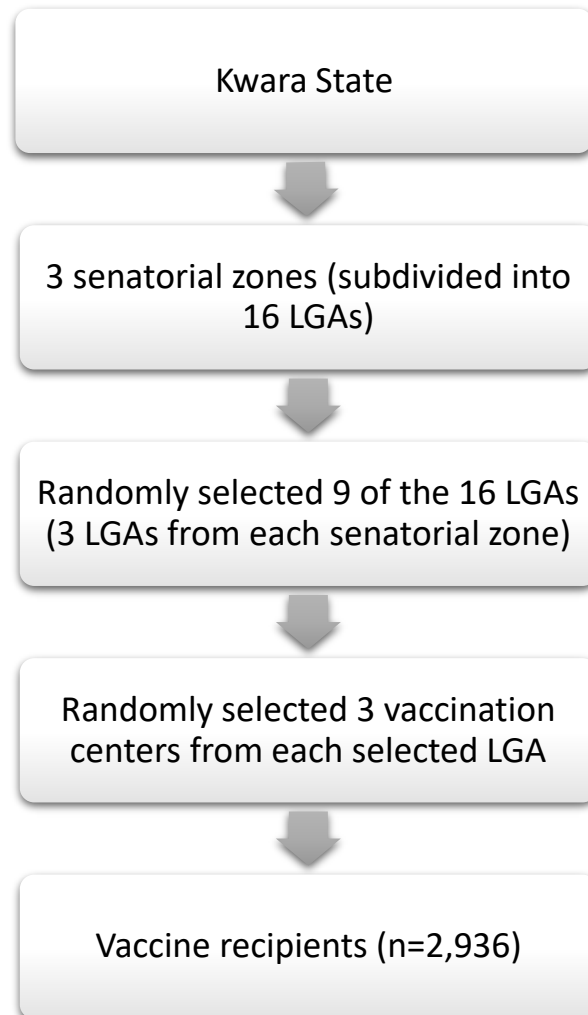 Kwara State
3 senatorial zones (subdivided into
16 LGAs)
Randomly selected 9 of the 16 LGAs
(3 LGAs from each senatorial zone)
Randomly selected 3 vaccination
centers from each selected LGA
Vaccine recipients (n=2,936)